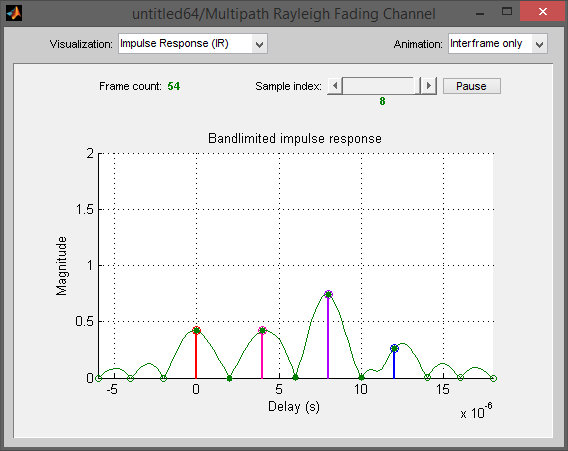 untitled64/Multipath Rayleigh Fading Channel
Visualization: Impulse Response (IR) Animation: Interframe only
Frame count: 54 Sample index: Pause
8
Bandlimited impulse response
2
1.5
1
0.5
0
Magnitude
-5 0 5 10 15
Delay (s)
x 10-6